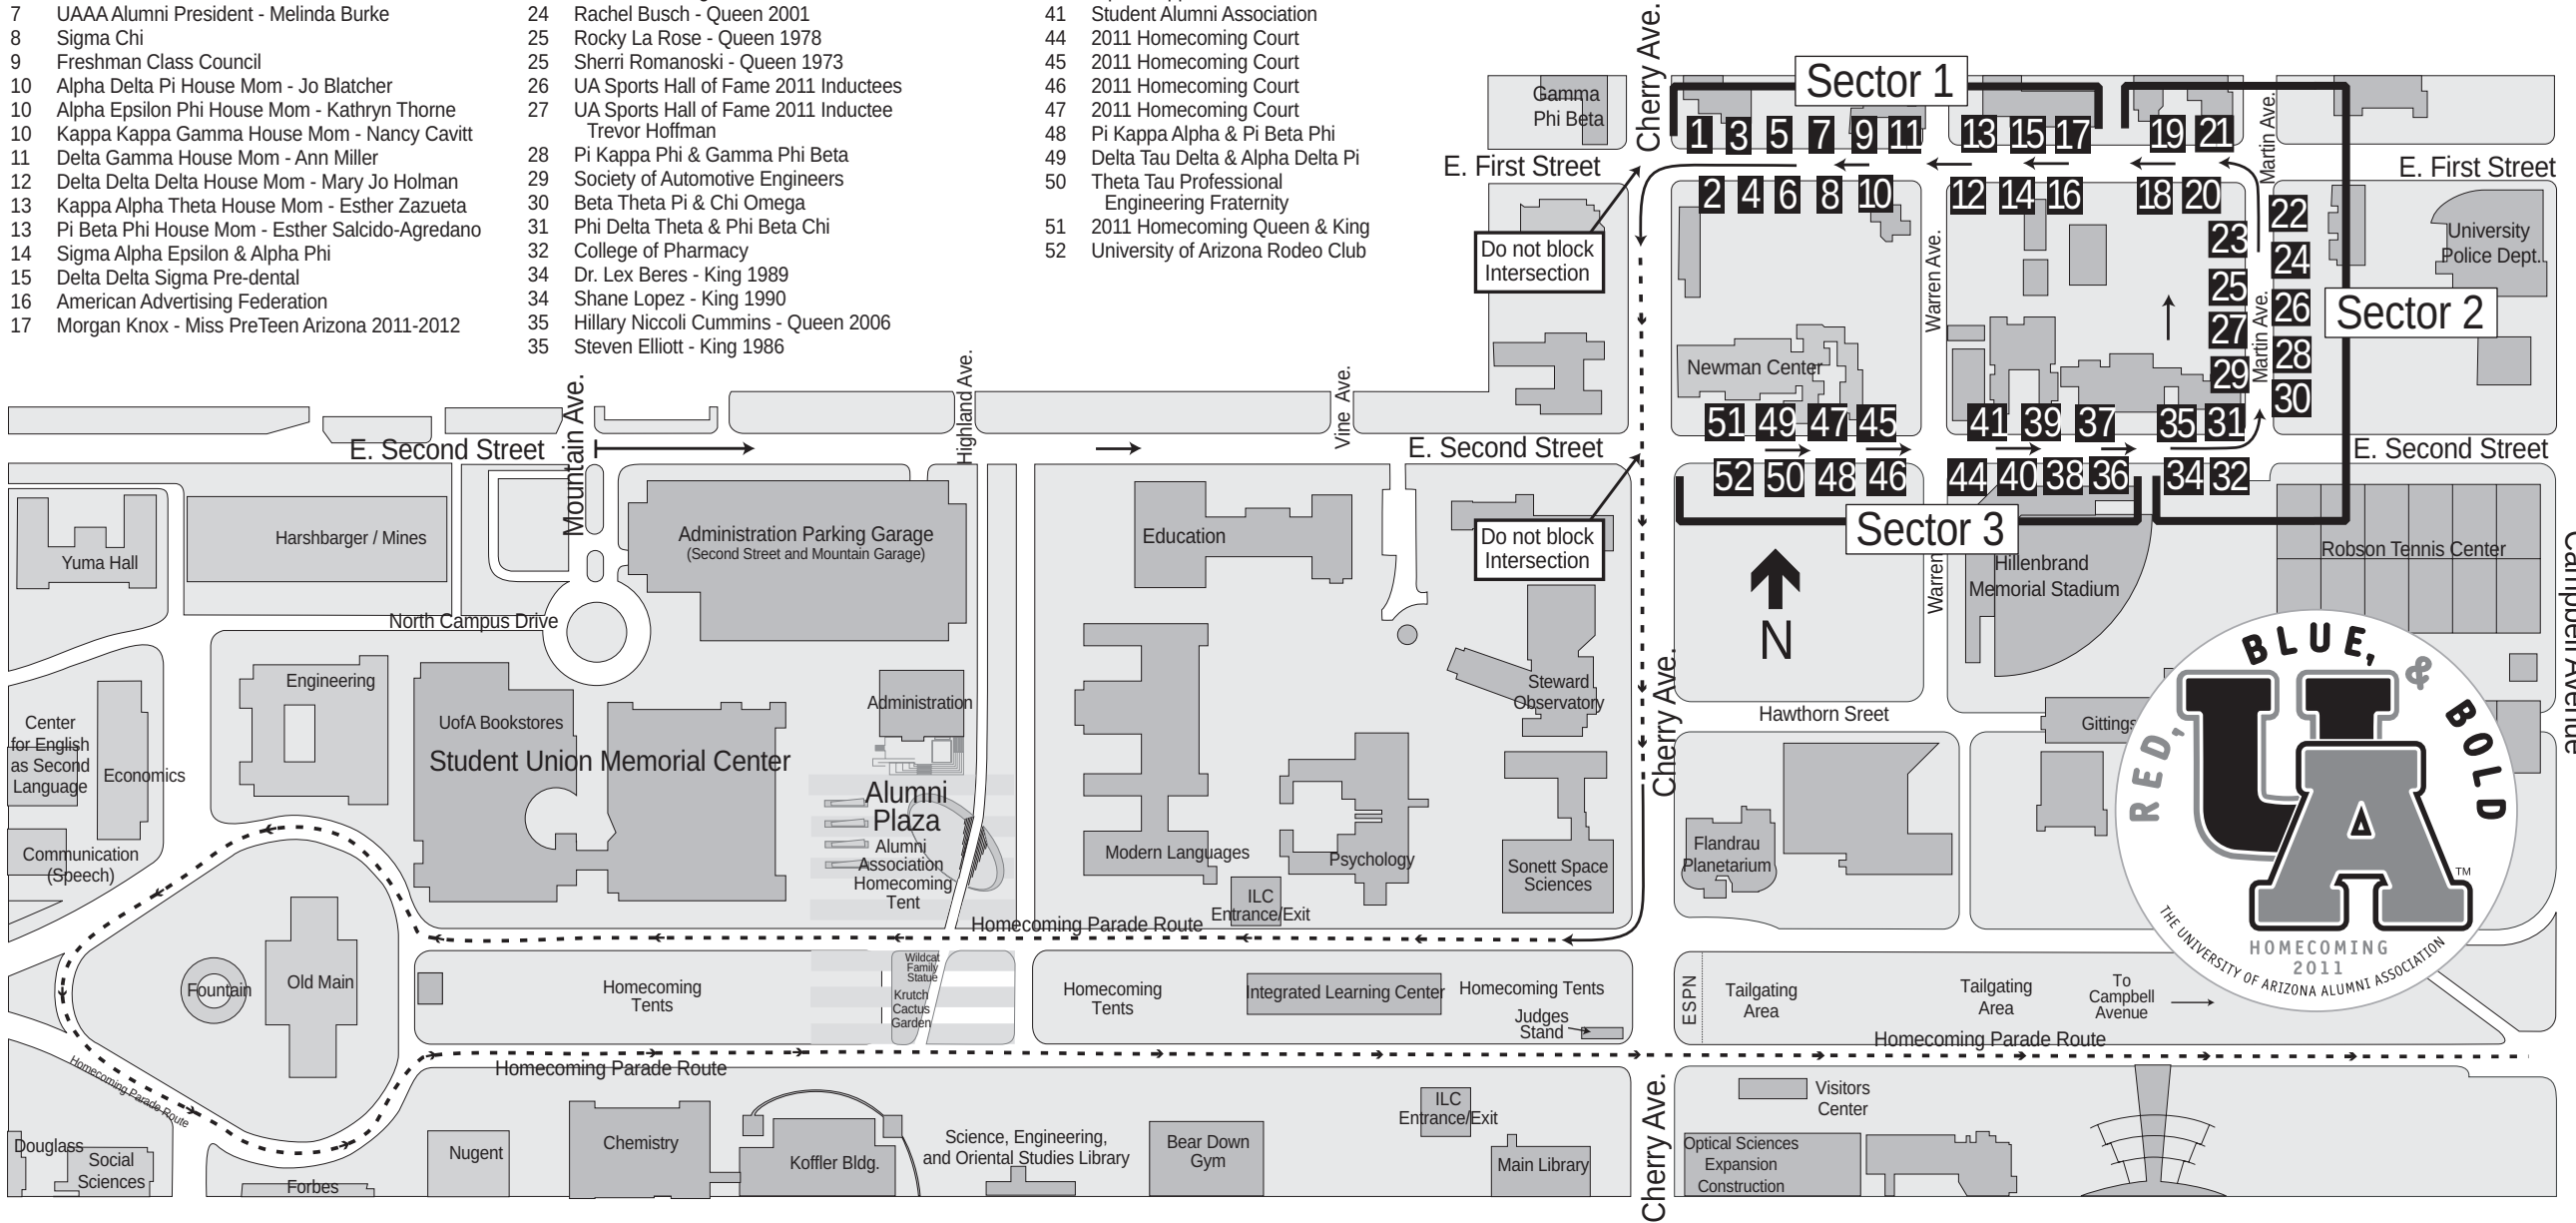 7 UAAA Alumni President - Melinda Burke
8 Sigma Chi
9 Freshman Class Council
10 Alpha Delta Pi House Mom - Jo Blatcher
10 Alpha Epsilon Phi House Mom - Kathryn Thorne
10 Kappa Kappa Gamma House Mom - Nancy Cavitt
11 Delta Gamma House Mom - Ann Miller
12 Delta Delta Delta House Mom - Mary Jo Holman
13 Kappa Alpha Theta House Mom - Esther Zazueta
13 Pi Beta Phi House Mom - Esther Salcido-Agredano
14 Sigma Alpha Epsilon & Alpha Phi
15 Delta Delta Sigma Pre-dental
16 American Advertising Federation
17 Morgan Knox - Miss PreTeen Arizona 2011-2012
24 Rachel Busch - Queen 2001
25 Rocky La Rose - Queen 1978
25 Sherri Romanoski - Queen 1973
26 UA Sports Hall of Fame 2011 Inductees
27 UA Sports Hall of Fame 2011 Inductee
Trevor Hoffman
28 Pi Kappa Phi & Gamma Phi Beta
29 Society of Automotive Engineers
30 Beta Theta Pi & Chi Omega
31 Phi Delta Theta & Phi Beta Chi
32 College of Pharmacy
34 Dr. Lex Beres - King 1989
34 Shane Lopez - King 1990
35 Hillary Niccoli Cummins - Queen 2006
35 Steven Elliott - King 1986
41 Student Alumni Association
44 2011 Homecoming Court
45 2011 Homecoming Court
46 2011 Homecoming Court
47 2011 Homecoming Court
48 Pi Kappa Alpha & Pi Beta Phi
49 Delta Tau Delta & Alpha Delta Pi
50 Theta Tau Professional
Engineering Fraternity
51 2011 Homecoming Queen & King
52 University of Arizona Rodeo Club
Gamma
Phi Beta
Cherry Ave.
Sector 1
1 3 5 7 9 11 13 15 17 19 21
Martin Ave.
E. First Street
E. First Street
2 4 6 8 10 12 14 16 18 20
22
23
24
25
26
27
28
29
30
Do not block
Intersection
Warren Ave.
Martin Ave.
University
Police Dept.
Sector 2
Newman Center
51 49 47 45 41 39 37 35 31
Mountain Ave.
Highland Ave.
Vine Ave.
E. Second Street
E. Second Street
E. Second Street
52 50 48 46 44 40 38 36 34 32
Sector 3
Do not block
Intersection
N
Warren
Hillenbrand
Memorial Stadium
Robson Tennis Center
Campbell Avenue
Yuma Hall
Harshbarger / Mines
Administration Parking Garage
(Second Street and Mountain Garage)
Education
North Campus Drive
Engineering
UofA Bookstores
Student Union Memorial Center
Administration
Steward
Observatory
Cherry Ave.
Hawthorn Sreet
Gittings
Center
for English
as Second
Language
Economics
Communication
(Speech)
Alumni
Plaza
Alumni
Association
Homecoming
Tent
Modern Languages
Psychology
ILC
Entrance/Exit
Sonett Space
Sciences
Flandrau
Planetarium
RED, BLUE, & BOLD
UA
TM
HOMECOMING
2011
THE UNIVERSITY OF ARIZONA ALUMNI ASSOCIATION
Homecoming Parade Route
Fountain
Old Main
Homecoming
Tents
Wildcat
Family
Statue
Krutch
Cactus
Garden
Homecoming
Tents
Integrated Learning Center
Homecoming Tents
Judges
Stand
ESPN
Tailgating
Area
Tailgating
Area
To
Campbell
Avenue
Homecoming Parade Route
Homecoming Parade Route
Homecoming Parade Route
Douglass
Social
Sciences
Forbes
Nugent
Chemistry
Koffler Bldg.
Science, Engineering,
and Oriental Studies Library
Bear Down
Gym
ILC
Entrance/Exit
Main Library
Cherry Ave.
Visitors
Center
Optical Sciences
Expansion
Construction